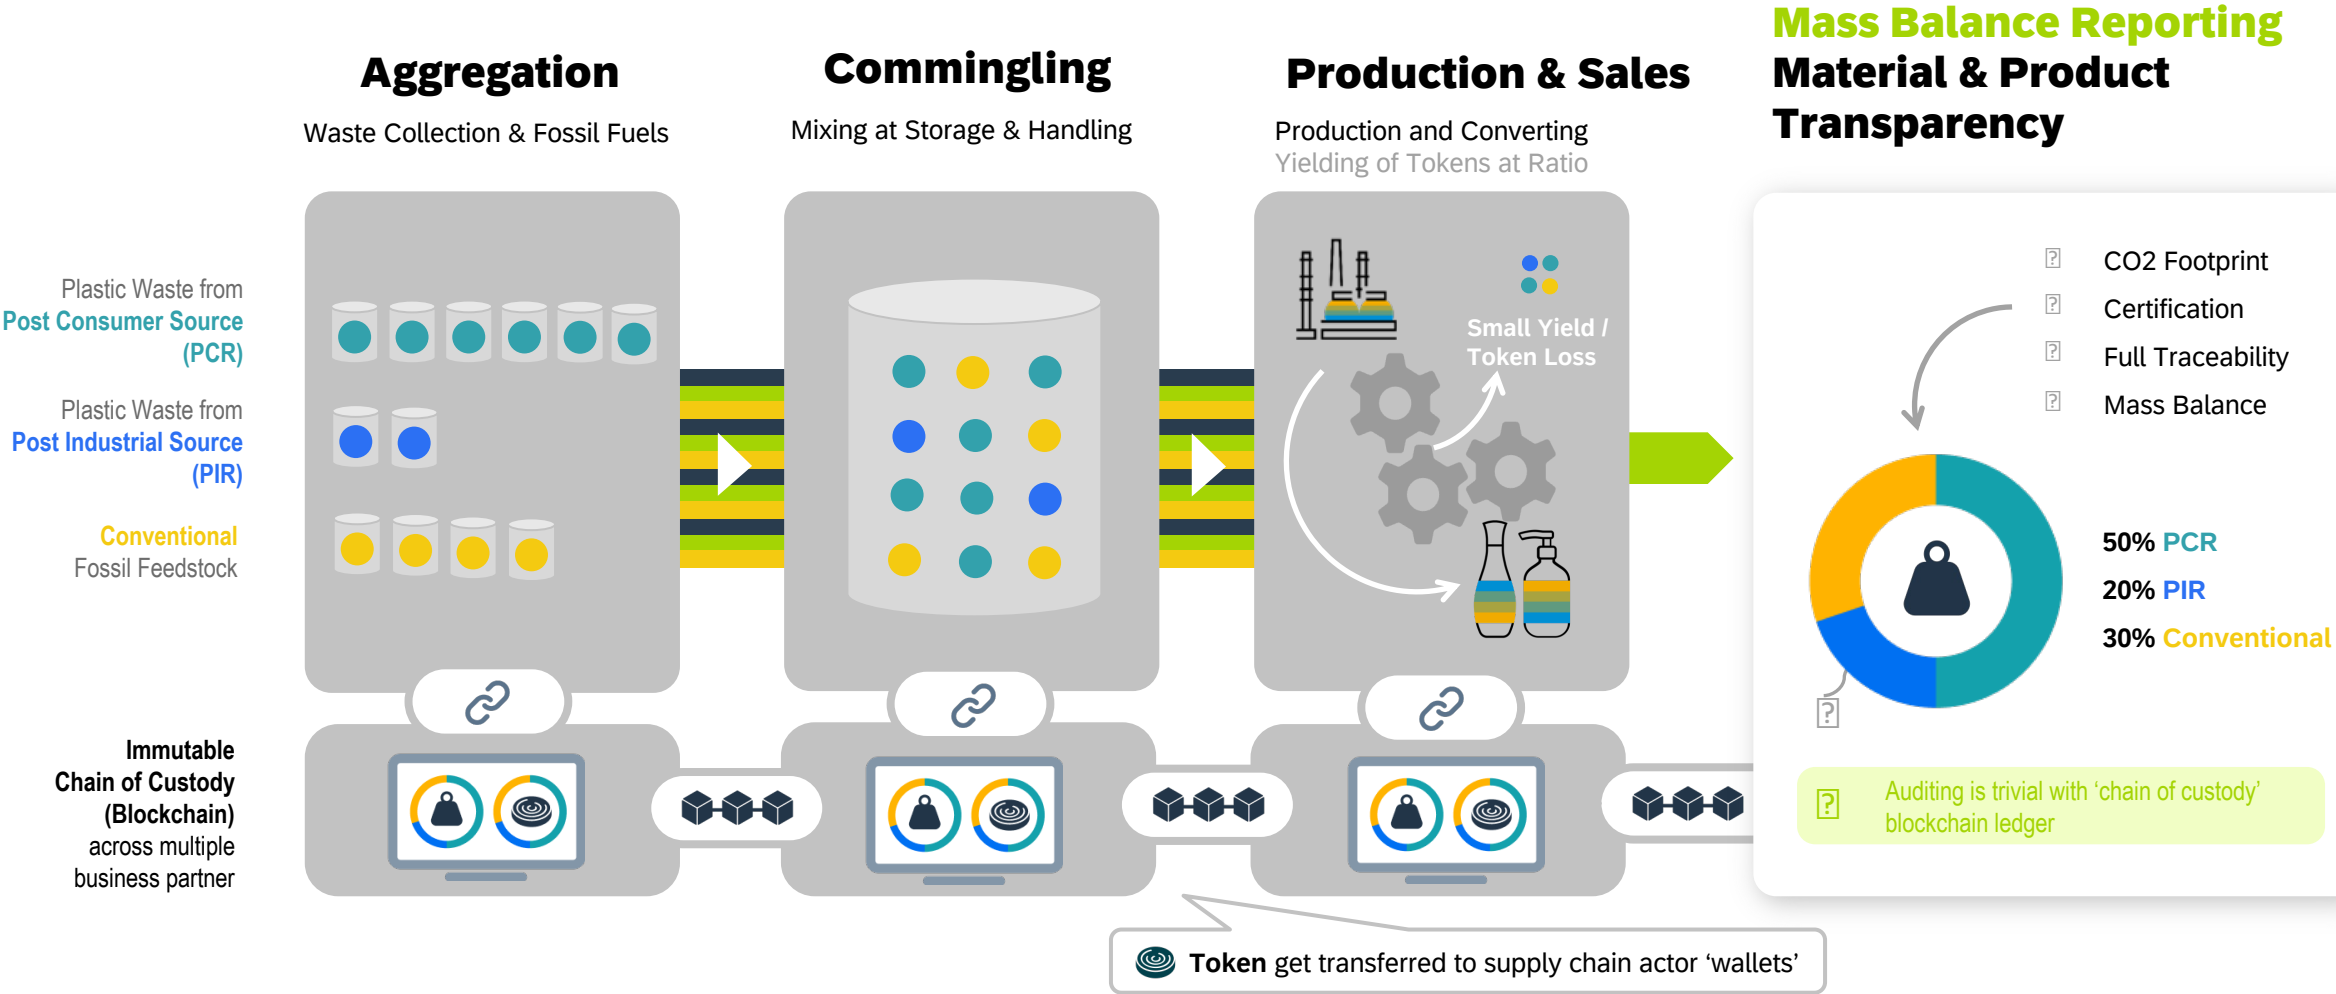 Aggregation
Waste Collection & Fossil Fuels
Commingling
Mixing at Storage & Handling
Production & Sales
Production and Converting
Yielding of Tokens at Ratio
Mass Balance Reporting
Material & Product
Transparency
Plastic Waste from
Post Consumer Source
(PCR)
Plastic Waste from
Post Industrial Source
(PIR)
Conventional
Fossil Feedstock
Small Yield /
Token Loss
CO2 Footprint
Certification
Full Traceability
Mass Balance
50% PCR
20% PIR
30% Conventional
Immutable
Chain of Custody
(Blockchain)
across multiple
business partner
Auditing is trivial with ‘chain of custody’
blockchain ledger
Token get transferred to supply chain actor ‘wallets’